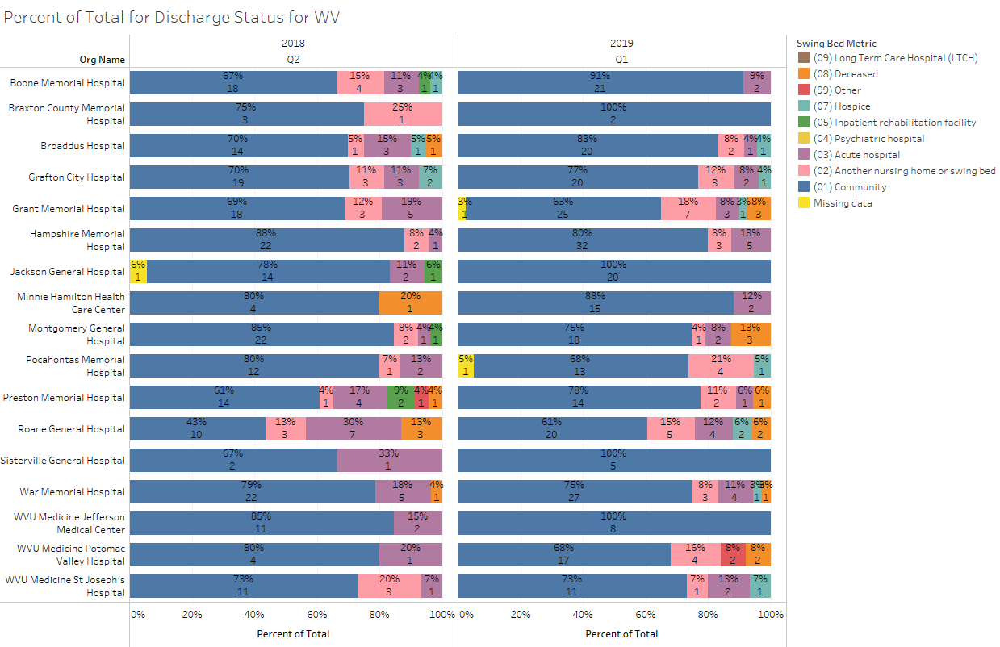 Percent of Total for Discharge Status for WV
2018 2019
Org Name Q2 Q1
Swing Bed Metric
(09) Long Term Care Hospital (LTCH)
(08) Deceased
(99) Other
(07) Hospice
(05) Inpatient rehabilitation facility
(04) Psychiatric hospital
(03) Acute hospital
(02) Another nursing home or swing bed
(01) Community
Missing data
Boone Memorial Hospital
67% 15% 11% 4% 4% 91% 9%
18 4 3 1 1 21 2
Braxton County Memorial
Hospital
75% 25% 100%
3 1 2
Broaddus Hospital
70% 5% 15% 5% 5% 83% 8% 4% 4%
14 1 3 1 1 20 2 1 1
Grafton City Hospital
70% 11% 11% 7% 77% 12% 8% 4%
19 3 3 2 20 3 2 1
Grant Memorial Hospital
69% 12% 19% 3% 63% 18% 8% 3% 8%
18 3 5 1 25 7 3 1 3
Hampshire Memorial
Hospital
88% 8% 4% 80% 8% 13%
22 2 1 32 3 5
Jackson General Hospital
6% 78% 11% 6% 100%
1 14 2 1 20
Minnie Hamilton Health
Care Center
80% 20% 88% 12%
4 1 15 2
Montgomery General
Hospital
85% 8% 4% 4% 75% 4% 8% 13%
22 2 1 1 18 1 2 3
Pocahontas Memorial
Hospital
80% 7% 13% 5% 68% 21% 5%
12 1 2 1 13 4 1
Preston Memorial Hospital
61% 4% 17% 9% 4% 4% 78% 11% 6% 6%
14 1 4 2 1 1 14 2 1 1
Roane General Hospital
43% 13% 30% 13% 61% 15% 12% 6% 6%
10 3 7 3 20 5 4 2 2
Sisterville General Hospital
67% 33% 100%
2 1 5
War Memorial Hospital
79% 18% 4% 75% 8% 11% 3% 3%
22 5 1 27 3 4 1 1
WVU Medicine Jefferson
Medical Center
85% 15% 100%
11 2 8
WVU Medicine Potomac
Valley Hospital
80% 20% 68% 16% 8% 8%
4 1 17 4 2 2
WVU Medicine St Joseph's
Hospital
73% 20% 7% 73% 7% 13% 7%
11 3 1 11 1 2 1
0% 20% 40% 60% 80% 100% 0% 20% 40% 60% 80% 100%
Percent of Total Percent of Total